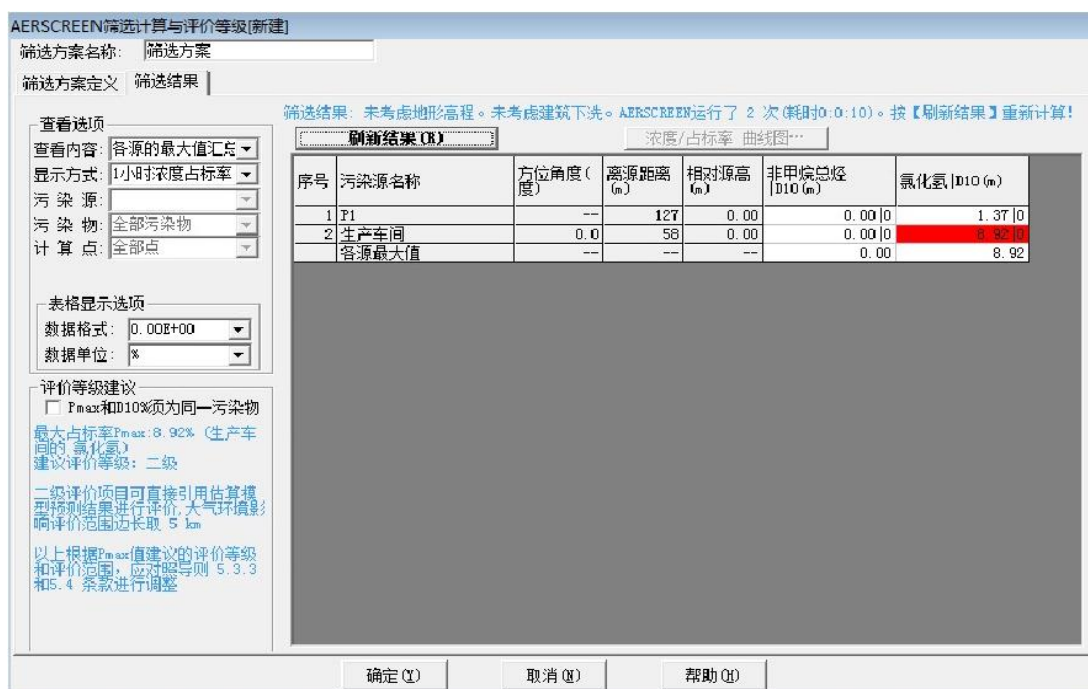 AERSCREEN筛选计算与评价等级[新建]
筛选方案名称: 筛选方案
筛选方案定义 筛选结果
筛选结果: 未考虑地形高程。未考虑建筑下洗。AERSCREEN运行了 2 次(耗时0:0:10)。按【刷新结果】重新计算!
刷新结果(R) 浓度/占标率 曲线图…
查看选项
查看内容: 各源的最大值汇总
显示方式: 1小时浓度占标率
污 染 源:
污 染 物: 全部污染物
计 算 点: 全部点
表格显示选项
数据格式: 0.00E+00
数据单位: %
评价等级建议
Pmax和D10%须为同一污染物
最大占标率Pmax:8.92% (生产车
间的 氯化氢)
建议评价等级: 二级
二级评价项目可直接引用估算模
型预测结果进行评价,大气环境影
响评价范围边长取 5 km
以上根据Pmax值建议的评价等级
和评价范围, 应对照导则 5.3.3
和5.4 条款进行调整
序号 污染源名称 方位角度(度) 离源距离(m) 相对源高(m) 非甲烷总烃|D10(m) 氯化氢|D10(m)
1 P1 -- 127 0.00 0.00|0 1.37|0
2 生产车间 0.0 58 0.00 0.00|0 8.92|0
各源最大值 -- -- -- 0.00 8.92
确定(Y) 取消(N) 帮助(H)